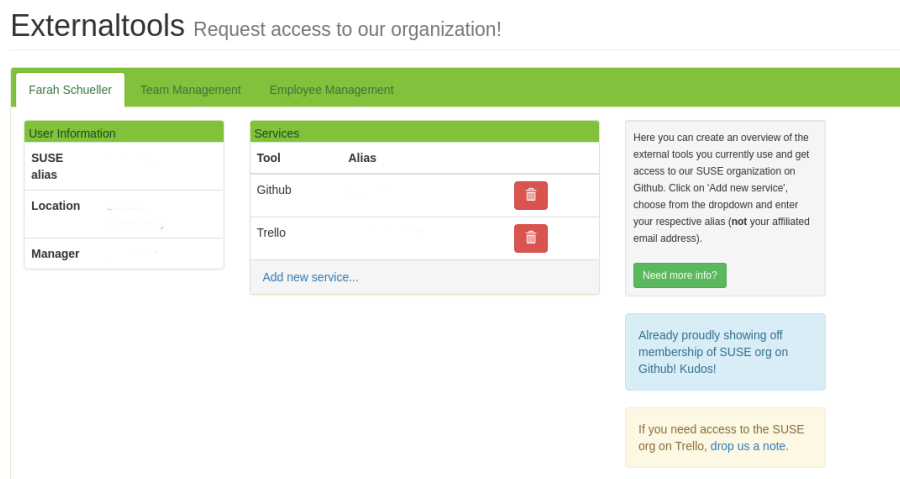 Externaltools Request access to our organization!
Farah Schueller Team Management Employee Management
User Information
SUSE
alias
Location
Manager
Services
Tool Alias
Github
Trello
Add new service...
Here you can create an overview of the
external tools you currently use and get
access to our SUSE organization on
Github. Click on 'Add new service',
choose from the dropdown and enter
your respective alias (not your affiliated
email address).
Need more info?
Already proudly showing off
membership of SUSE org on
Github! Kudos!
If you need access to the SUSE
org on Trello, drop us a note.